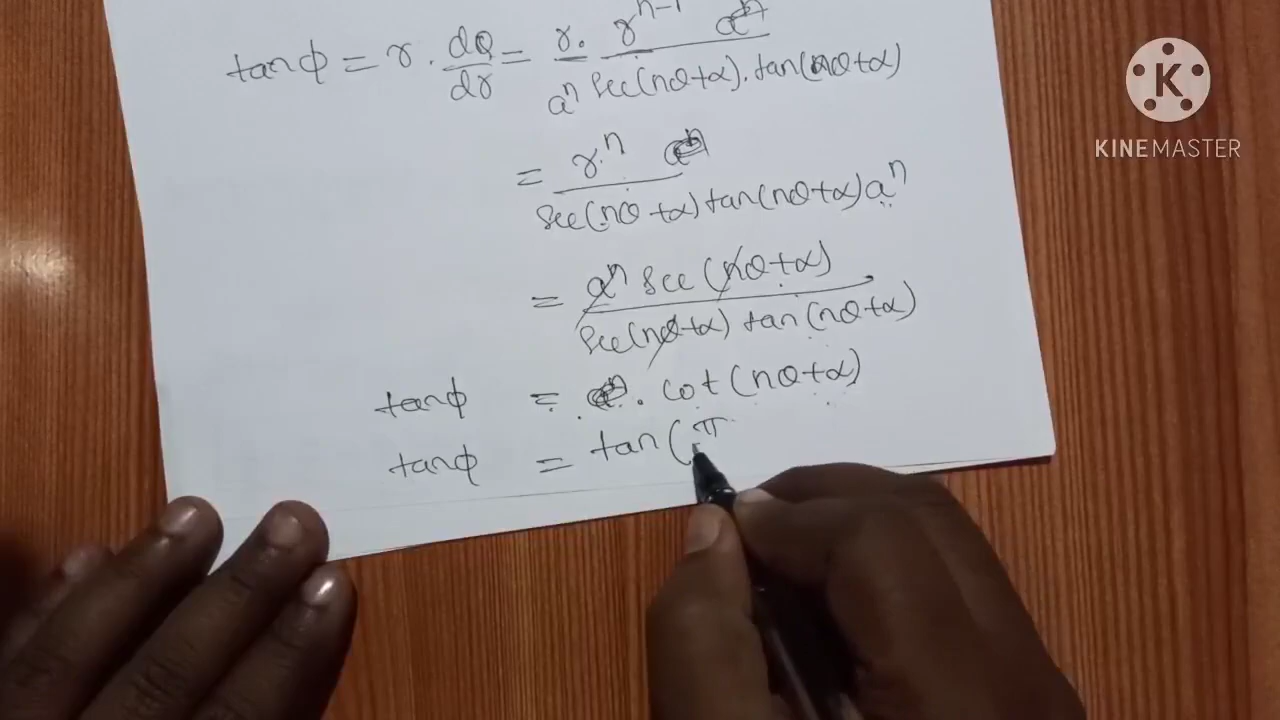 tanφ = r . dθ/dr = r. r^n-1 / a^n sec(nθ+α). tan(nθ+α)
= r^n / sec(nθ+α) tan(nθ+α) a^n
= a^n sec(nθ+α) / sec(nθ+α) tan(nθ+α)
tanφ = . cot(nθ+α)
tanφ = tan(π
K
KINEMASTER